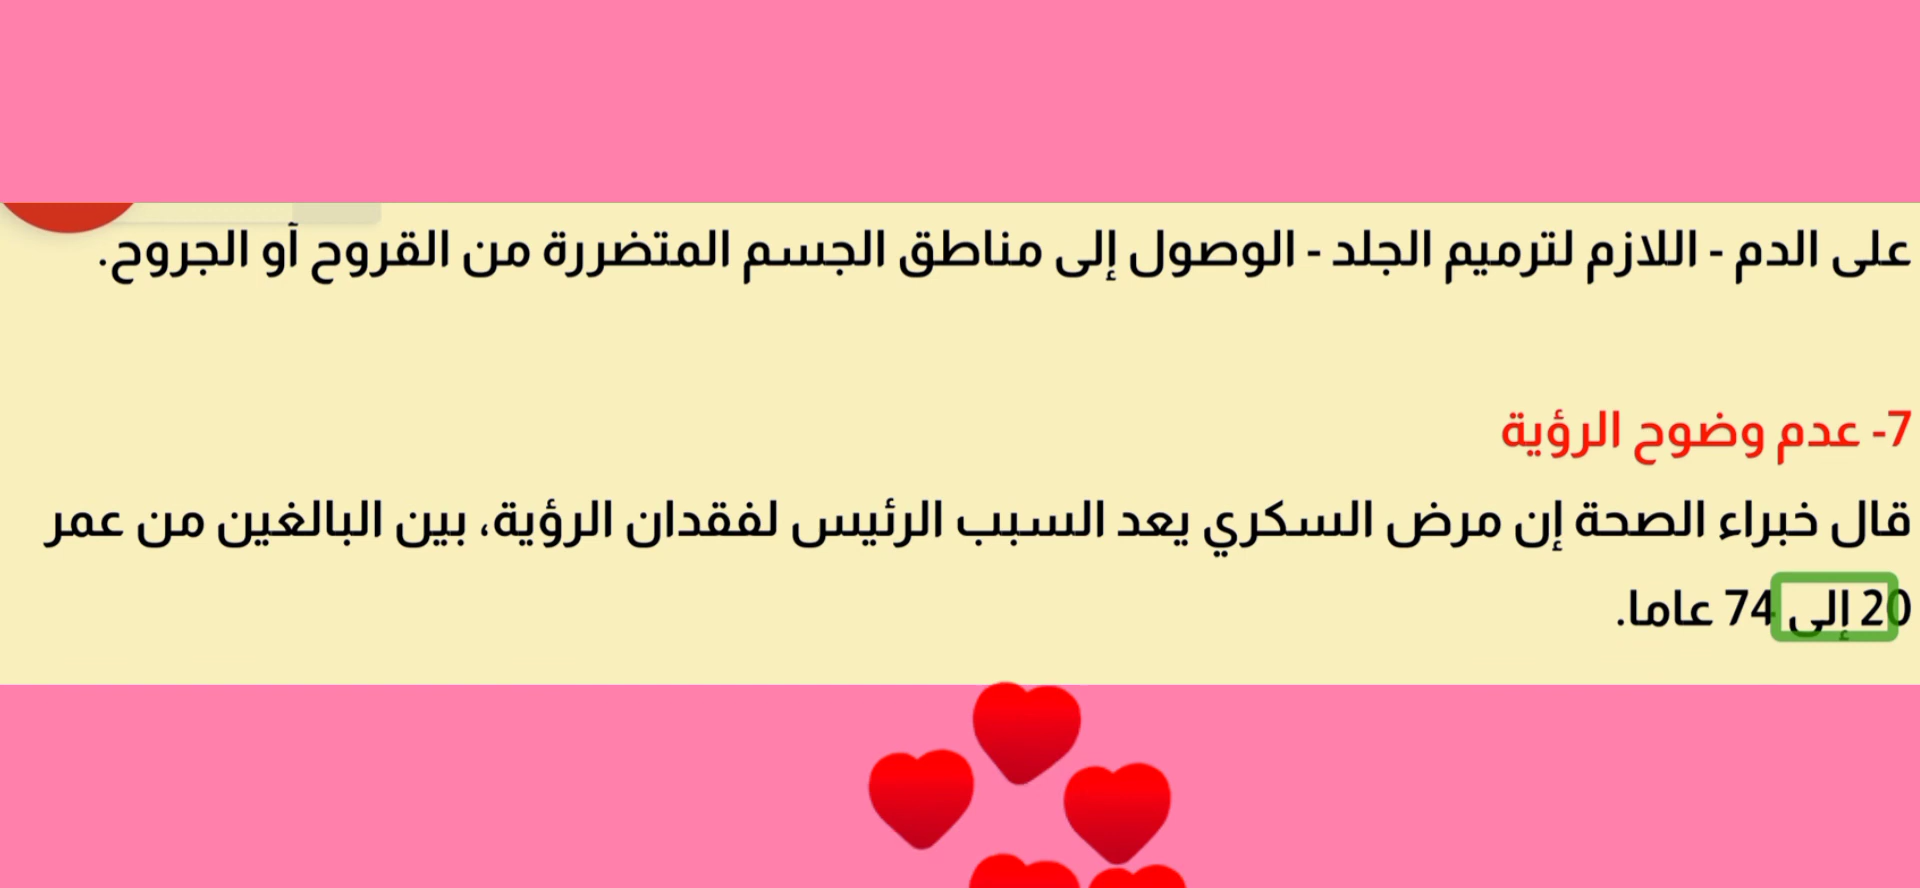 على الدم - اللازم لترميم الجلد - الوصول إلى مناطق الجسم المتضررة من القروح أو الجروح.
7- عدم وضوح الرؤية
قال خبراء الصحة إن مرض السكري يعد السبب الرئيس لفقدان الرؤية، بين البالغين من عمر
20 إلى 74 عاما.